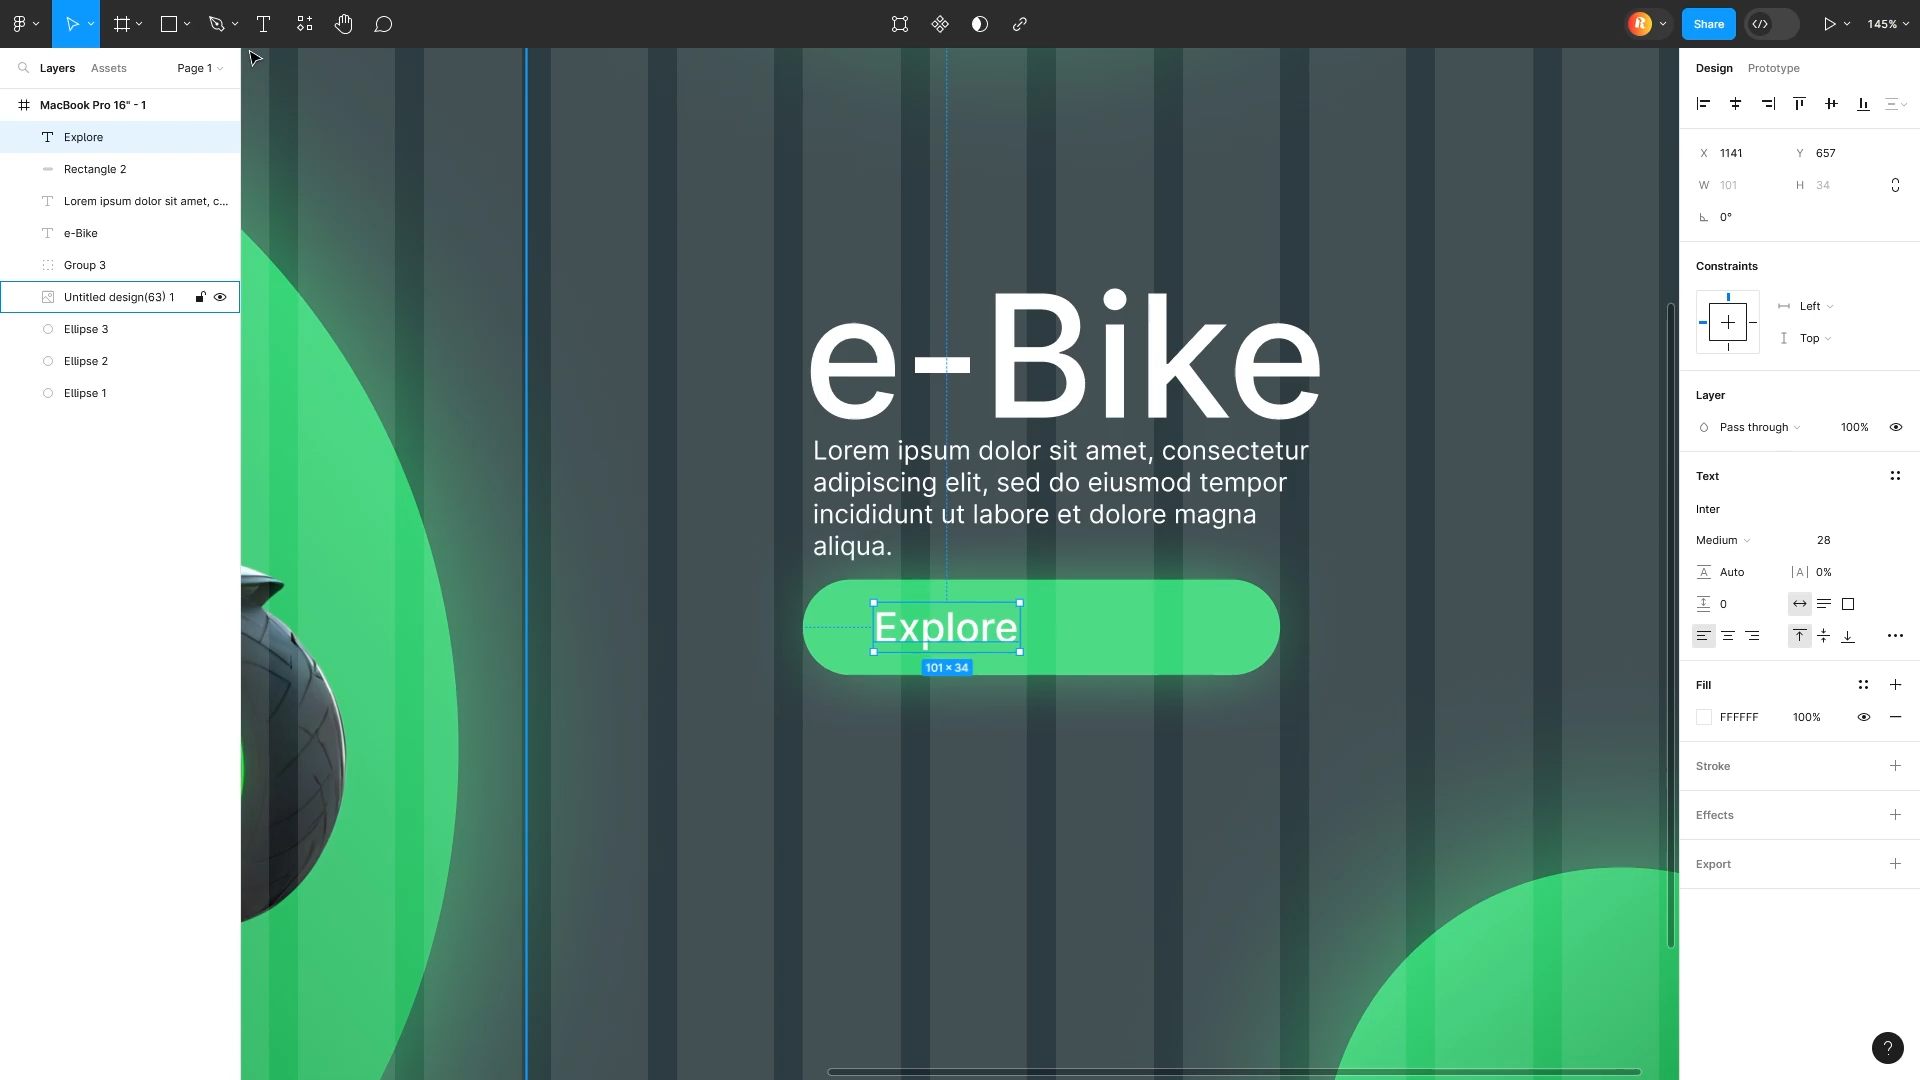 Share
145%
Layers
Assets
Page 1
MacBook Pro 16" - 1
Explore
Rectangle 2
Lorem ipsum dolor sit amet, c...
e-Bike
Group 3
Untitled design(63) 1
Ellipse 3
Ellipse 2
Ellipse 1
e-Bike
Lorem ipsum dolor sit amet, consectetur
adipiscing elit, sed do eiusmod tempor
incididunt ut labore et dolore magna
aliqua.
Explore
101 × 34
Design
Prototype
X 1141
Y 657
W 101
H 34
0°
Constraints
Left
Top
Layer
Pass through
100%
Text
Inter
Medium
28
A Auto
|A| 0%
0
Fill
FFFFFF
100%
Stroke
Effects
Export
?